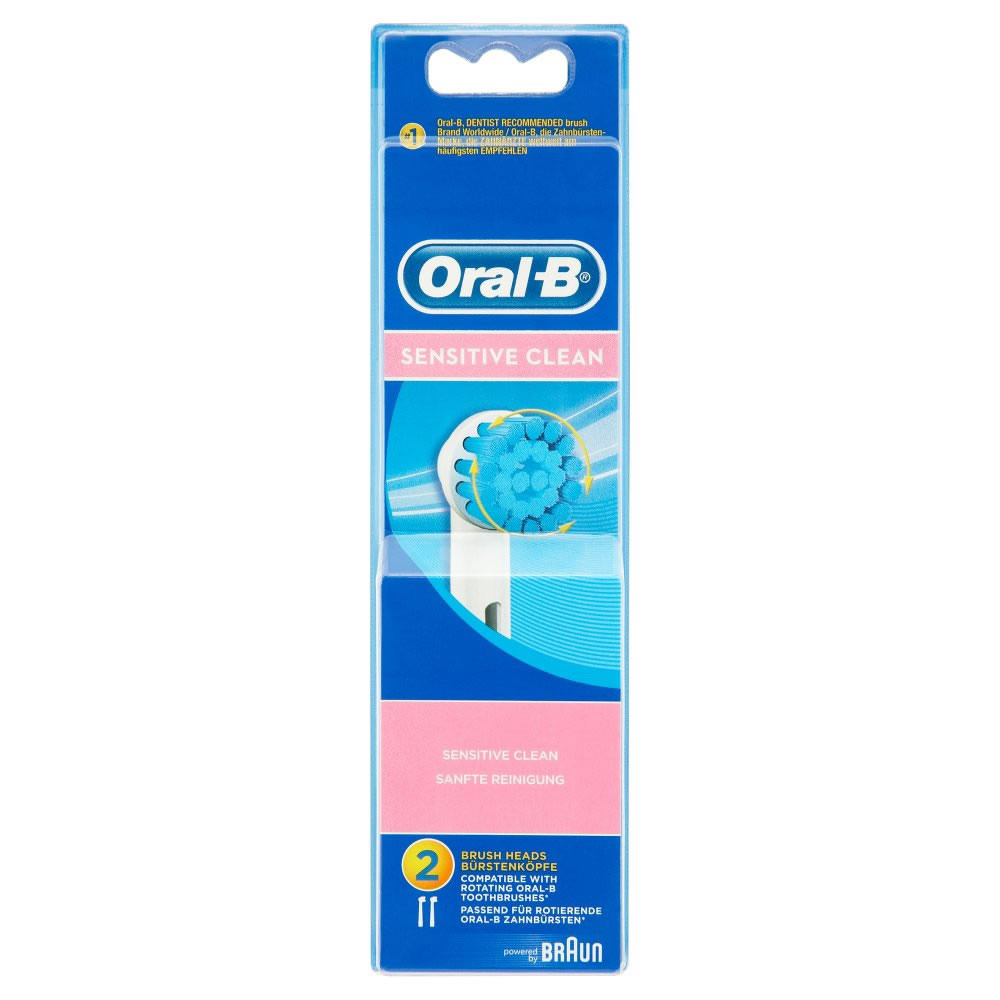 #1
Oral-B, DENTIST RECOMMENDED brush
Brand Worldwide / Oral-B, die Zahnbürsten-
Marke, die ZAHNÄRZTE weltweit am
häufigsten EMPFEHLEN
Oral-B®
SENSITIVE CLEAN
SENSITIVE CLEAN
SANFTE REINIGUNG
2
BRUSH HEADS
BÜRSTENKÖPFE
COMPATIBLE WITH
ROTATING ORAL-B
TOOTHBRUSHES*
PASSEND FÜR ROTIERENDE
ORAL-B ZAHNBÜRSTEN*
powered by BRAUN